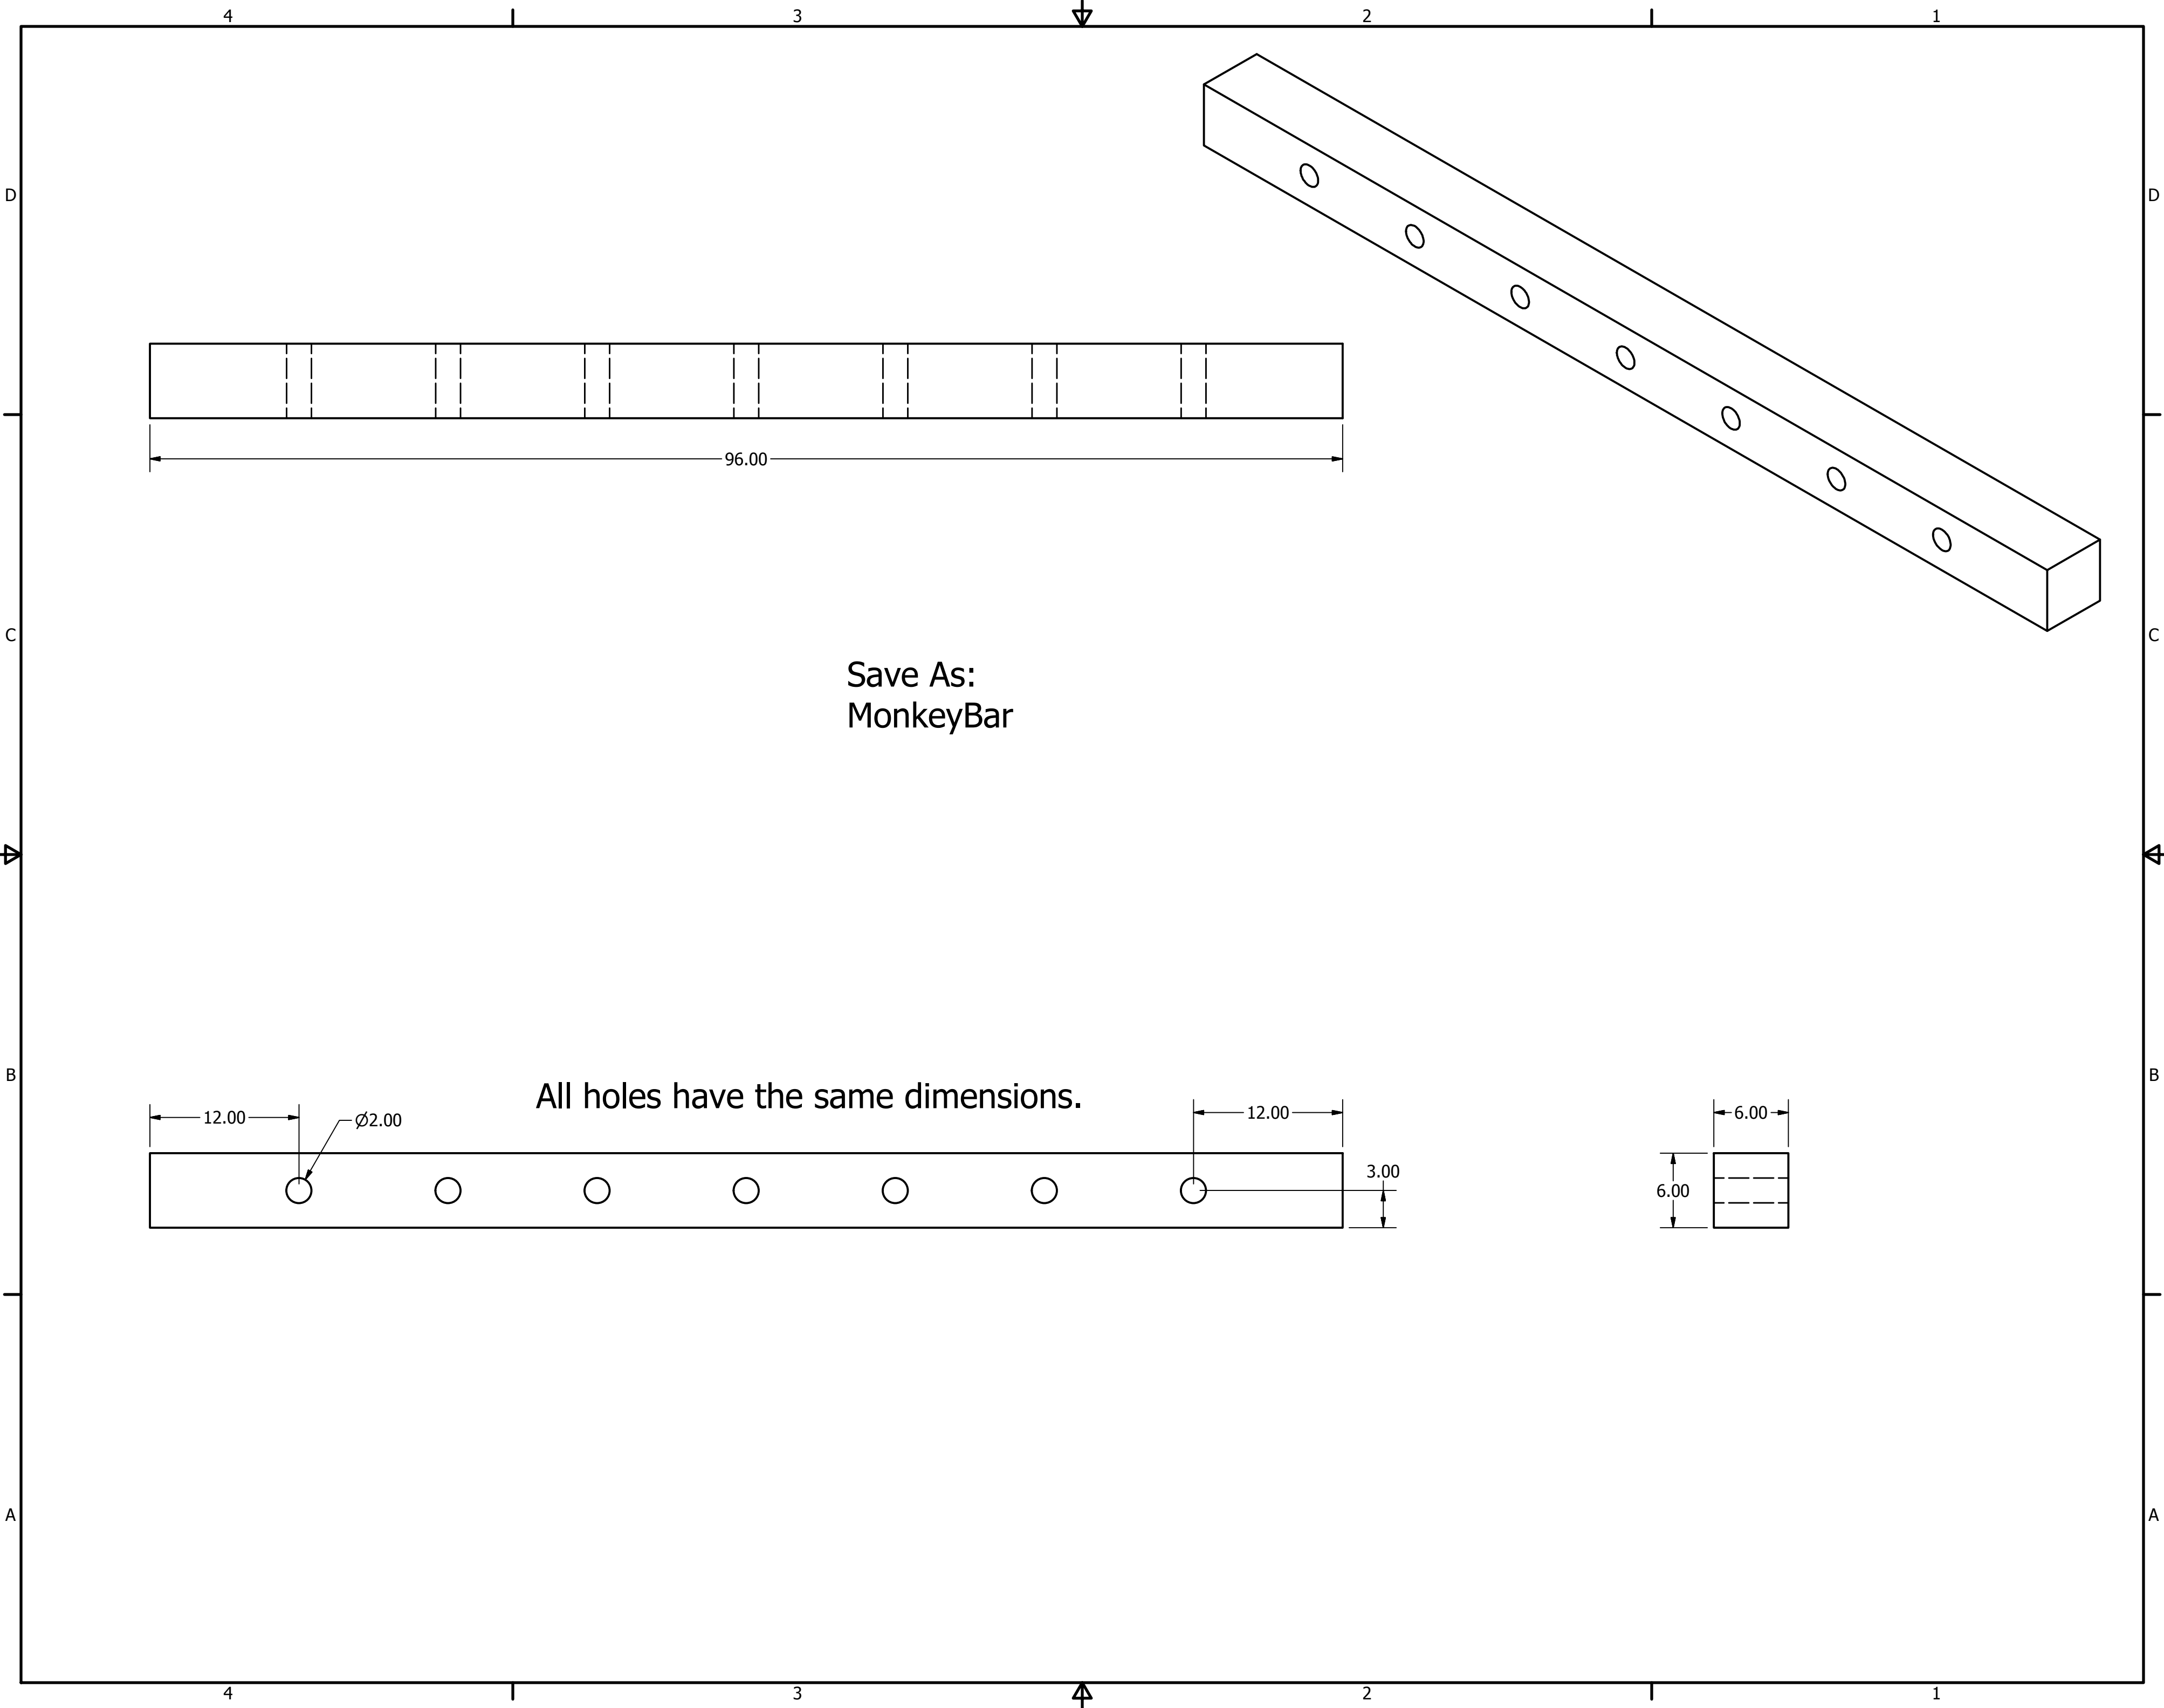 4 3 2 1
D D
96.00
C C
Save As:
MonkeyBar
B B
All holes have the same dimensions.
12.00 ⌀2.00 12.00 6.00
3.00
6.00
A A
4 3 2 1